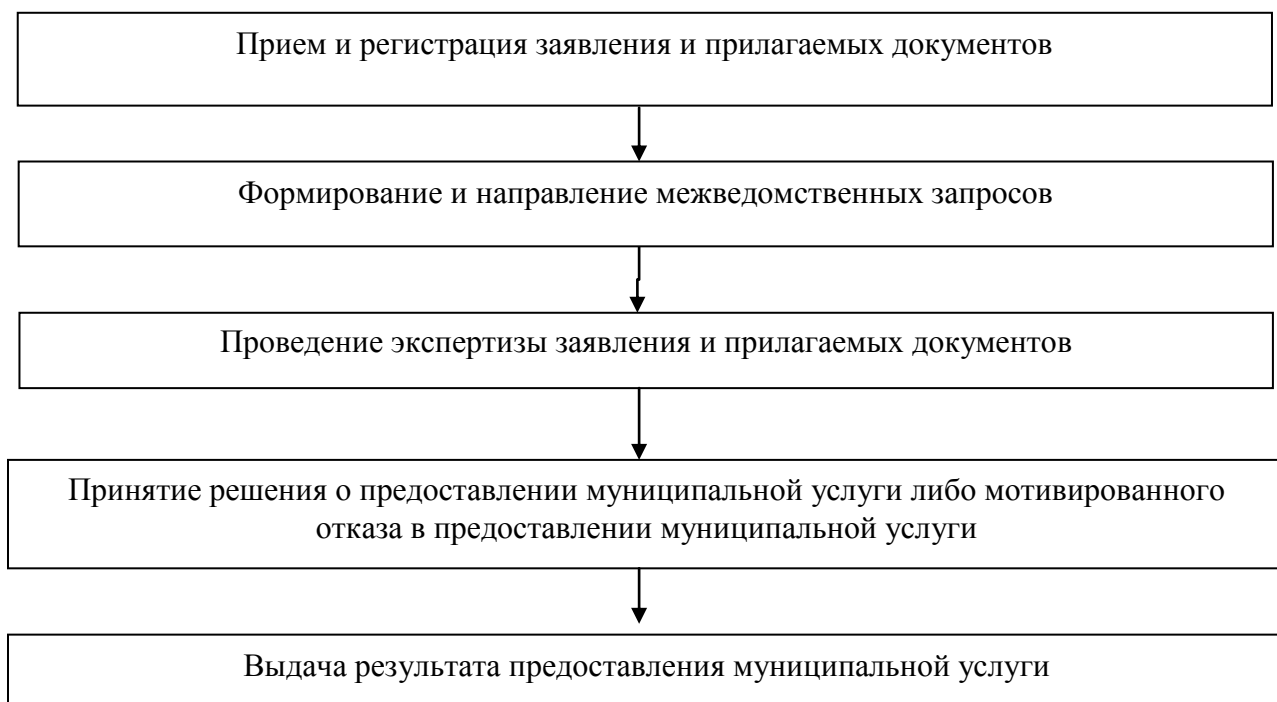 Прием и регистрация заявления и прилагаемых документов
Формирование и направление межведомственных запросов
Проведение экспертизы заявления и прилагаемых документов
Принятие решения о предоставлении муниципальной услуги либо мотивированного
отказа в предоставлении муниципальной услуги
Выдача результата предоставления муниципальной услуги